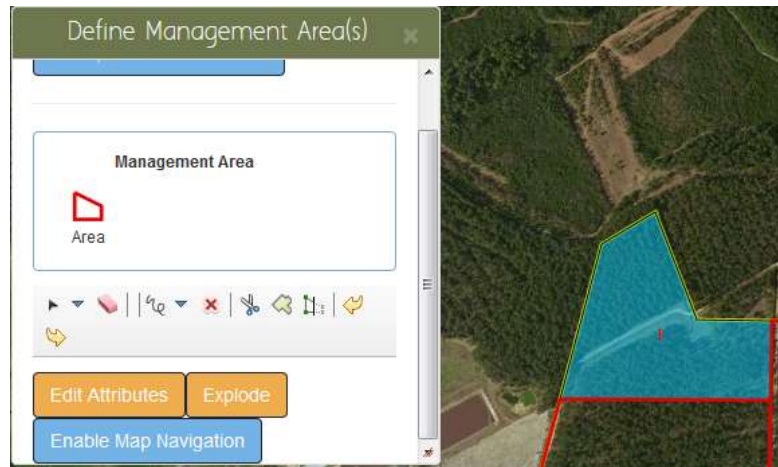 Define Management Area(s)
Management Area
Area
Edit Attributes
Explode
Enable Map Navigation